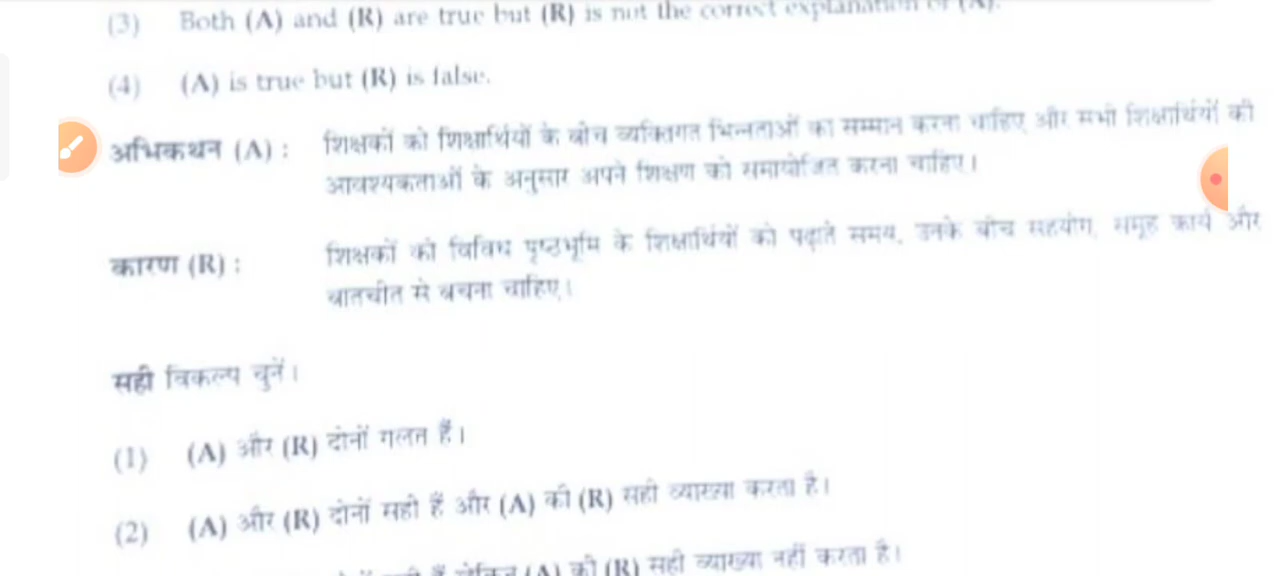 (3) Both (A) and (R) are true but (R) is not the correct explanation of (A).
(4) (A) is true but (R) is false.
अभिकथन (A) : शिक्षकों को शिक्षार्थियों के बीच व्यक्तिगत भिन्नताओं का सम्मान करना चाहिए और सभी शिक्षार्थियों की
आवश्यकताओं के अनुसार अपने शिक्षण को समायोजित करना चाहिए।
कारण (R) : शिक्षकों को विविध पृष्ठभूमि के शिक्षार्थियों को पढ़ाते समय, उनके बीच सहयोग, समूह कार्य और
बातचीत से बचना चाहिए।
सही विकल्प चुनें।
(1) (A) और (R) दोनों गलत हैं।
(2) (A) और (R) दोनों सही हैं और (A) की (R) सही व्याख्या करता है।
लेकिन (A) की (R) सही व्याख्या नहीं करता है।